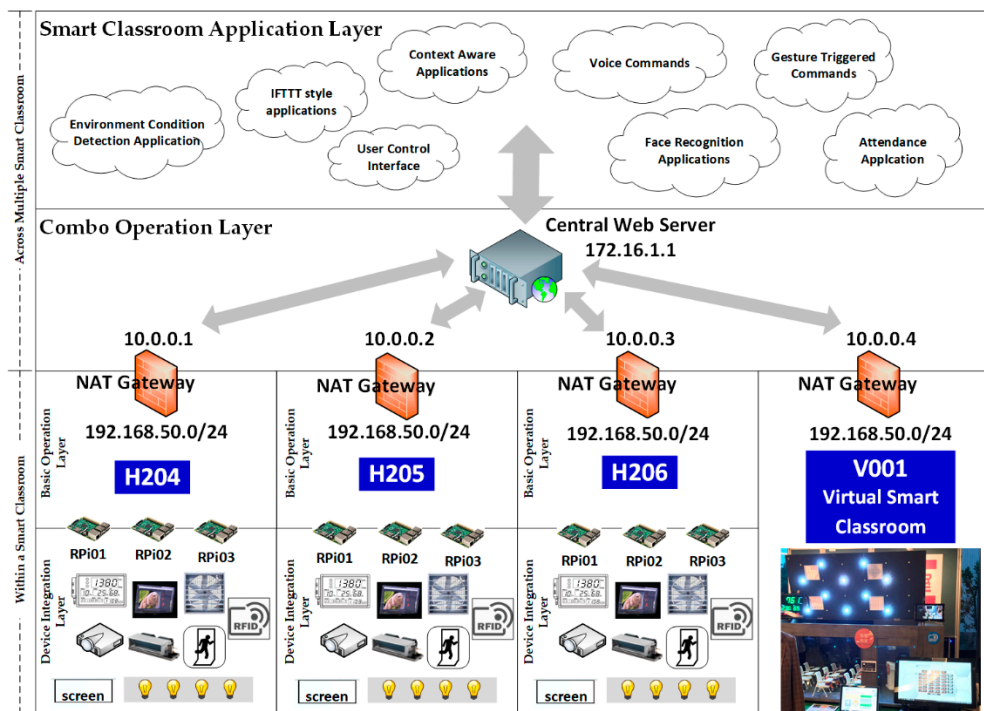 Smart Classroom Application Layer
Context Aware
Applications
Voice Commands
Gesture Triggered
Commands
IFTTT style
applications
Environment Condition
Detection Application
User Control
Interface
Face Recognition
Applications
Attendance
Applcation
Across Multiple Smart Classroom
Combo Operation Layer
Central Web Server
172.16.1.1
10.0.0.1
10.0.0.2
10.0.0.3
10.0.0.4
NAT Gateway
NAT Gateway
NAT Gateway
NAT Gateway
192.168.50.0/24
192.168.50.0/24
192.168.50.0/24
192.168.50.0/24
Within a Smart Classroom
Basic Operation
Layer
Basic Operation
Layer
Basic Operation
Layer
H204
H205
H206
V001
Virtual Smart
Classroom
Device Integration
Layer
RPi01
RPi02
RPi03
1380
RFID
screen
Device Integration
Layer
RPi01
RPi02
RPi03
1380
RFID
screen
Device Integration
Layer
RPi01
RPi02
RPi03
1380
RFID
screen